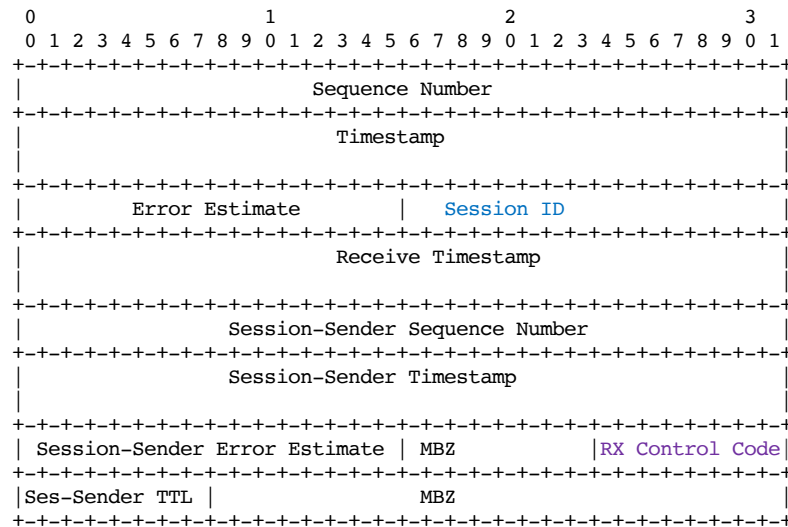 0                   1                   2                   3
0 1 2 3 4 5 6 7 8 9 0 1 2 3 4 5 6 7 8 9 0 1 2 3 4 5 6 7 8 9 0 1
+-+-+-+-+-+-+-+-+-+-+-+-+-+-+-+-+-+-+-+-+-+-+-+-+-+-+-+-+-+-+-+-+
|                        Sequence Number                        |
+-+-+-+-+-+-+-+-+-+-+-+-+-+-+-+-+-+-+-+-+-+-+-+-+-+-+-+-+-+-+-+-+
|                          Timestamp                            |
|                                                               |
+-+-+-+-+-+-+-+-+-+-+-+-+-+-+-+-+-+-+-+-+-+-+-+-+-+-+-+-+-+-+-+-+
|         Error Estimate        |   Session ID                  |
+-+-+-+-+-+-+-+-+-+-+-+-+-+-+-+-+-+-+-+-+-+-+-+-+-+-+-+-+-+-+-+-+
|                          Receive Timestamp                    |
|                                                               |
+-+-+-+-+-+-+-+-+-+-+-+-+-+-+-+-+-+-+-+-+-+-+-+-+-+-+-+-+-+-+-+-+
|                 Session-Sender Sequence Number                |
+-+-+-+-+-+-+-+-+-+-+-+-+-+-+-+-+-+-+-+-+-+-+-+-+-+-+-+-+-+-+-+-+
|                 Session-Sender Timestamp                      |
|                                                               |
+-+-+-+-+-+-+-+-+-+-+-+-+-+-+-+-+-+-+-+-+-+-+-+-+-+-+-+-+-+-+-+-+
| Session-Sender Error Estimate | MBZ           |RX Control Code|
+-+-+-+-+-+-+-+-+-+-+-+-+-+-+-+-+-+-+-+-+-+-+-+-+-+-+-+-+-+-+-+-+
|Ses-Sender TTL |                 MBZ                           |
+-+-+-+-+-+-+-+-+-+-+-+-+-+-+-+-+-+-+-+-+-+-+-+-+-+-+-+-+-+-+-+-+